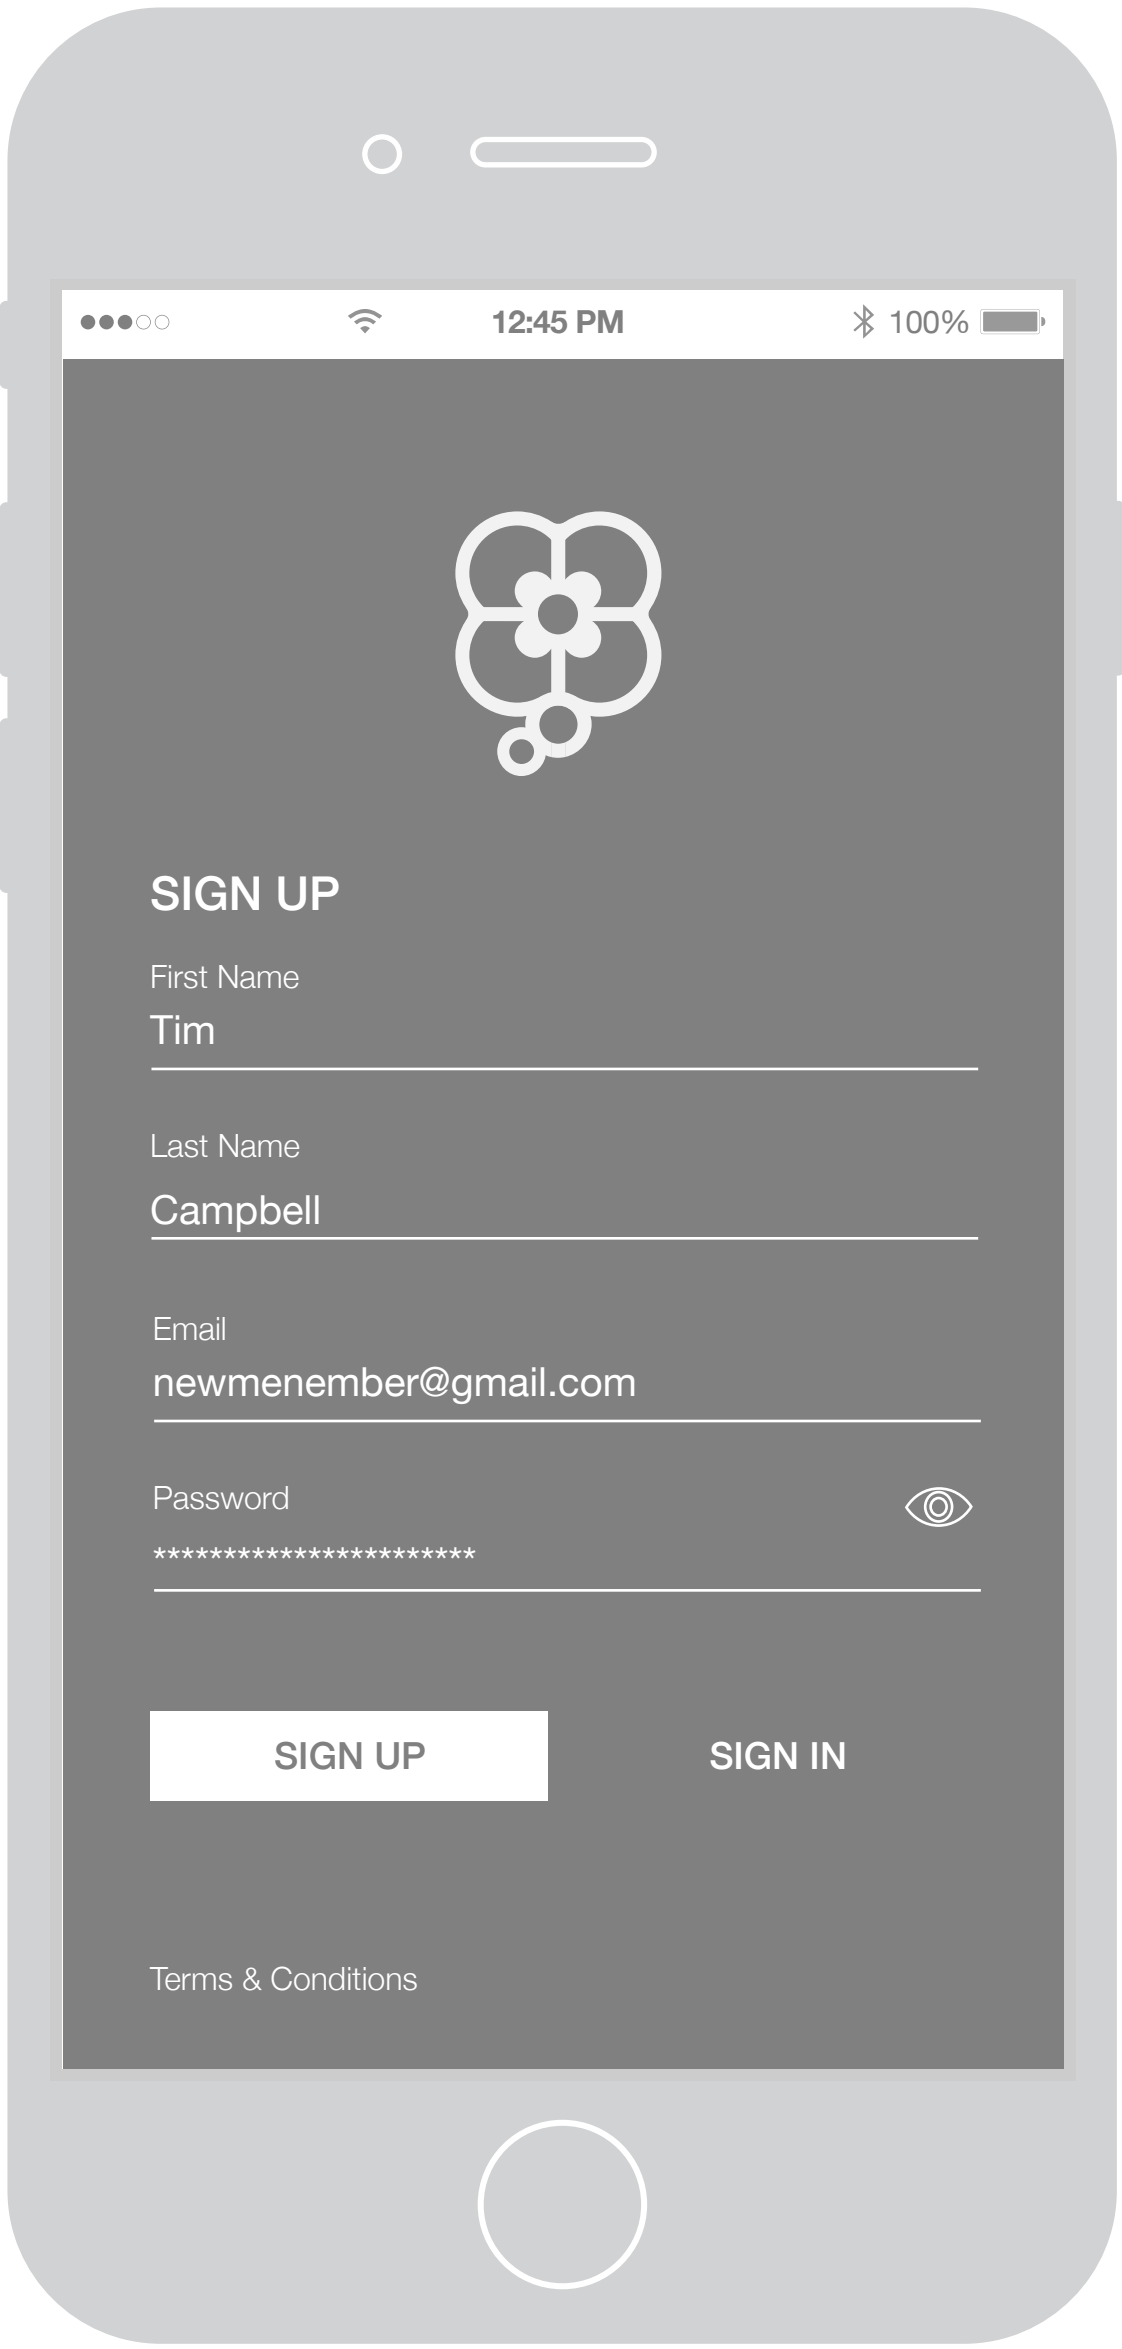 12:45 PM 100%
SIGN UP
First Name
Tim
Last Name
Campbell
Email
newmenember@gmail.com
Password
***********************
SIGN UP SIGN IN
Terms & Conditions